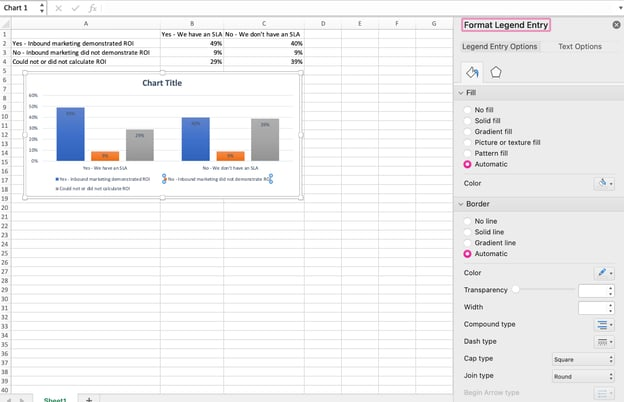 Chart 1
fx
A B C D E F G
1 Yes - We have an SLA No - We don't have an SLA
2 Yes - Inbound marketing demonstrated ROI 49% 40%
3 No - Inbound marketing did not demonstrate ROI 9% 9%
4 Could not or did not calculate ROI 29% 39%
5
6
7
8
9
10
11
12
13
14
15
16
17
18
19
20
21
22
23
24
25
26
27
28
29
30
31
32
33
34
35
36
37
38
39
40
Chart Title
60%
50%
40%
30%
20%
10%
0%
49%
9%
29%
40%
9%
39%
Yes - We have an SLA No - We don't have an SLA
Yes - Inbound marketing demonstrated ROI No - Inbound marketing did not demonstrate ROI
Could not or did not calculate ROI
Sheet1 +
Format Legend Entry
Legend Entry Options Text Options
Fill
No fill
Solid fill
Gradient fill
Picture or texture fill
Pattern fill
Automatic
Color
Border
No line
Solid line
Gradient line
Automatic
Color
Transparency
Width
Compound type
Dash type
Cap type Square
Join type Round
Begin Arrow type